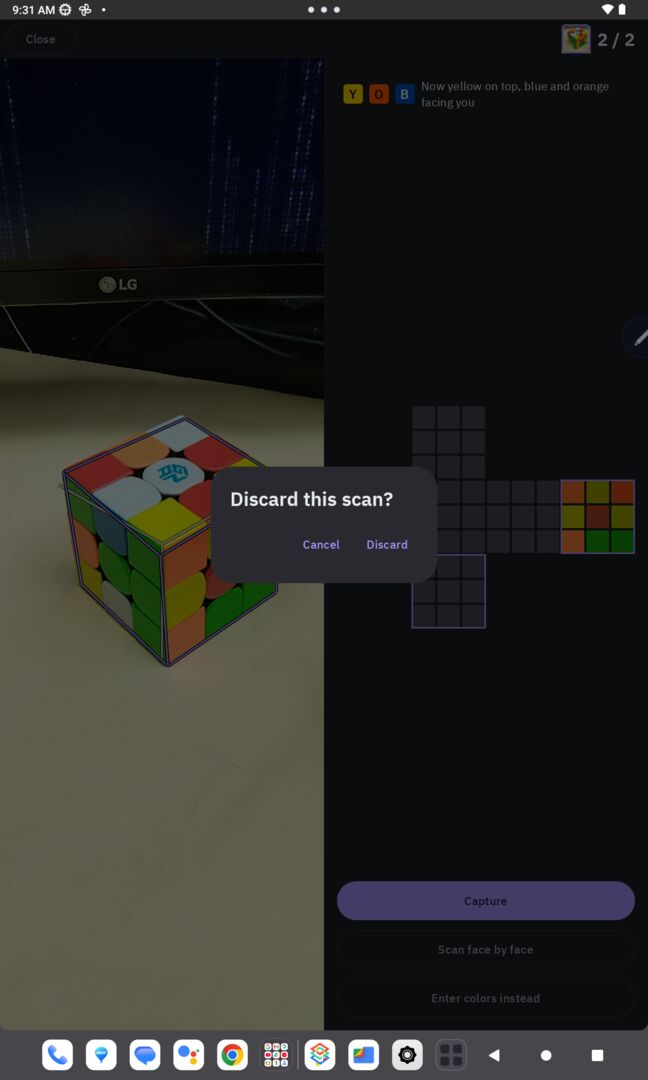 9:31 AM
Close
2 / 2
Y O B Now yellow on top, blue and orange
facing you
LG
Discard this scan?
Cancel Discard
Capture
Scan face by face
Enter colors instead